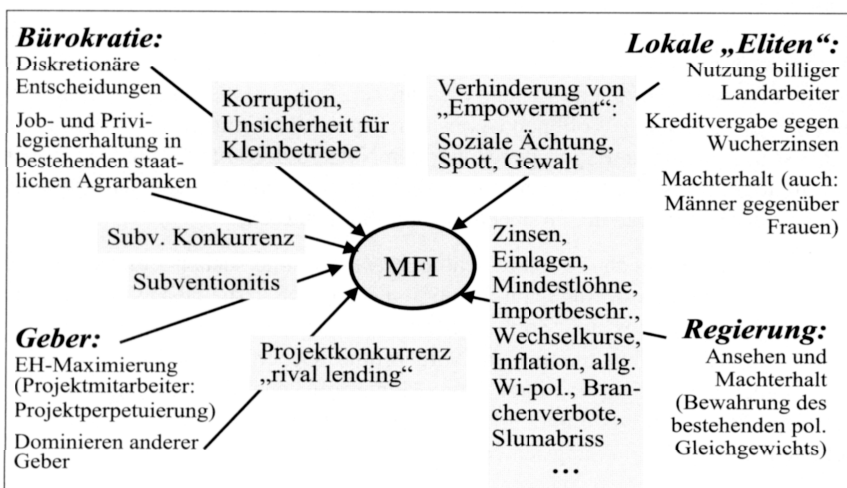 Bürokratie:
Diskretionäre
Entscheidungen
Job- und Privi-
legienerhaltung in
bestehenden staat-
lichen Agrarbanken
Korruption,
Unsicherheit für
Kleinbetriebe
Subv. Konkurrenz
Subventionitis
Geber:
EH-Maximierung
(Projektmitarbeiter:
Projektperpetuierung)
Dominieren anderer
Geber
Projektkonkurrenz
„rival lending“
MFI
Verhinderung von
„Empowerment“:
Soziale Ächtung,
Spott, Gewalt
Lokale „Eliten“:
Nutzung billiger
Landarbeiter
Kreditvergabe gegen
Wucherzinsen
Machterhalt (auch:
Männer gegenüber
Frauen)
Zinsen,
Einlagen,
Mindestlöhne,
Importbeschr.,
Wechselkurse,
Inflation, allg.
Wi-pol., Bran-
chenverbote,
Slumabriss
...
Regierung:
Ansehen und
Machterhalt
(Bewahrung des
bestehenden pol.
Gleichgewichts)